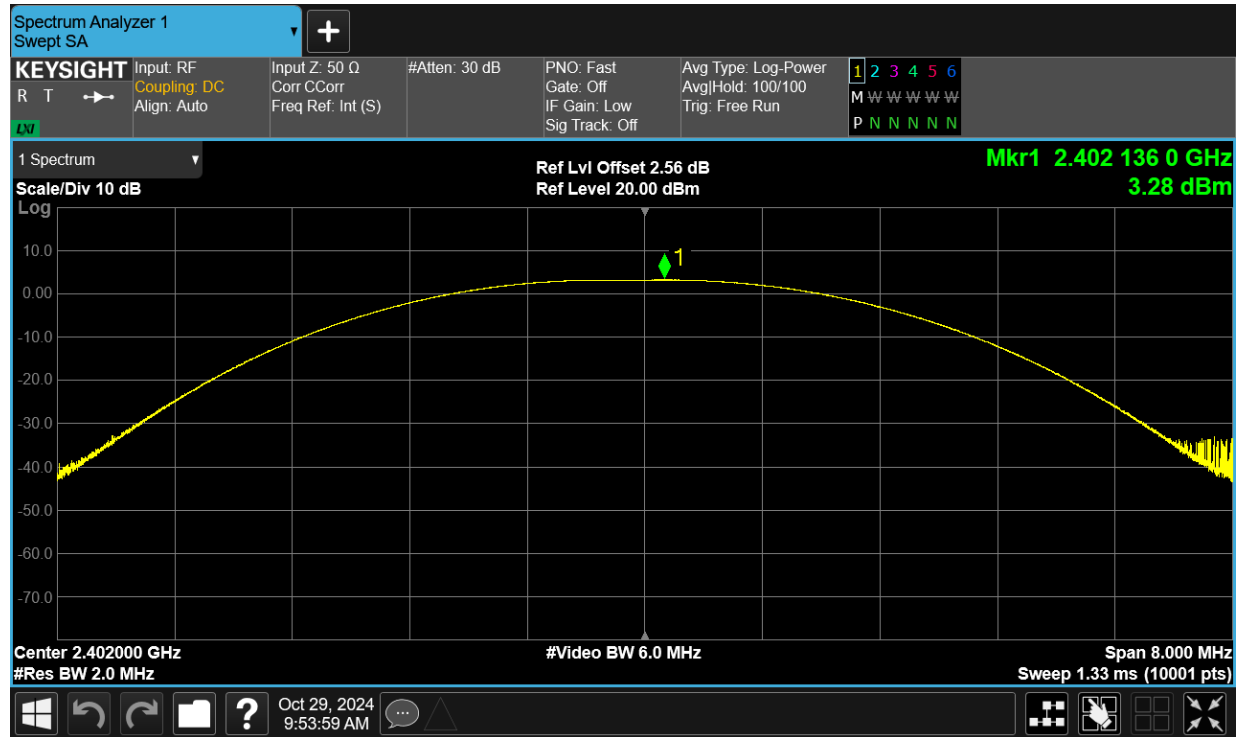 Spectrum Analyzer 1
Swept SA
+
KEYSIGHT
R T
LXI
Input: RF
Coupling: DC
Align: Auto
Input Z: 50 Ω
Corr CCorr
Freq Ref: Int (S)
#Atten: 30 dB
PNO: Fast
Gate: Off
IF Gain: Low
Sig Track: Off
Avg Type: Log-Power
Avg|Hold: 100/100
Trig: Free Run
1 2 3 4 5 6
M W W W W W
P N N N N N
1 Spectrum
Scale/Div 10 dB
Log
Ref Lvl Offset 2.56 dB
Ref Level 20.00 dBm
Mkr1 2.402 136 0 GHz
3.28 dBm
1
10.0
0.00
-10.0
-20.0
-30.0
-40.0
-50.0
-60.0
-70.0
Center 2.402000 GHz
#Res BW 2.0 MHz
#Video BW 6.0 MHz
Span 8.000 MHz
Sweep 1.33 ms (10001 pts)
?
Oct 29, 2024
9:53:59 AM